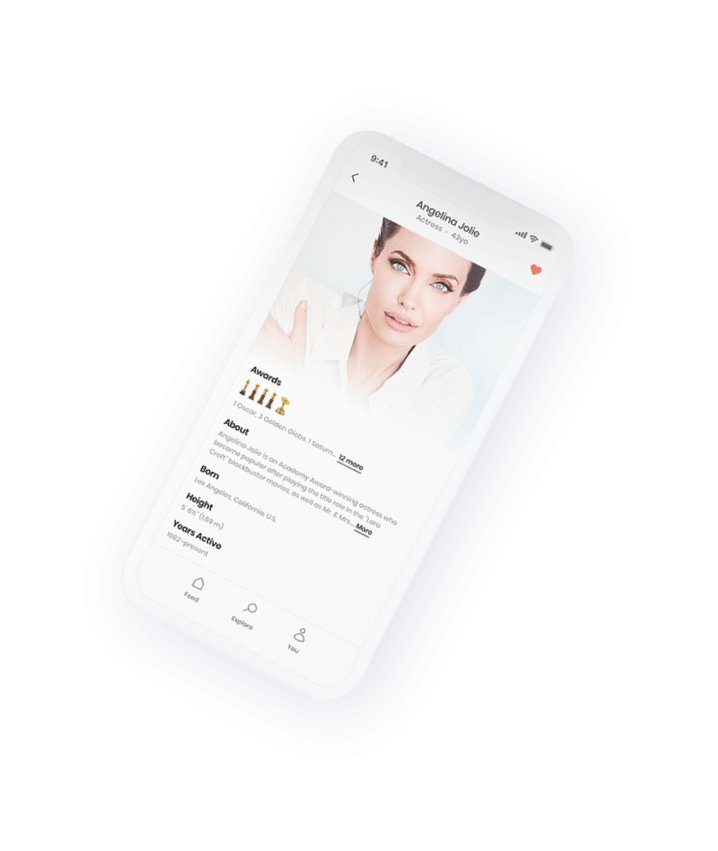 9:41
Angelina Jolie
Actress · 43yo
Awards
1 Oscar, 3 Golden Globs, 1 Saturn... 12 more
About
Angelina Jolie is an Academy Award-winning actress who
became popular after playing the title role in the "Lara
Croft" blockbuster movies, as well as Mr. & Mrs... More
Born
Los Angeles, California, U.S.
Height
5' 6½" (1,69 m)
Years Active
1982-present
Feed
Explore
You